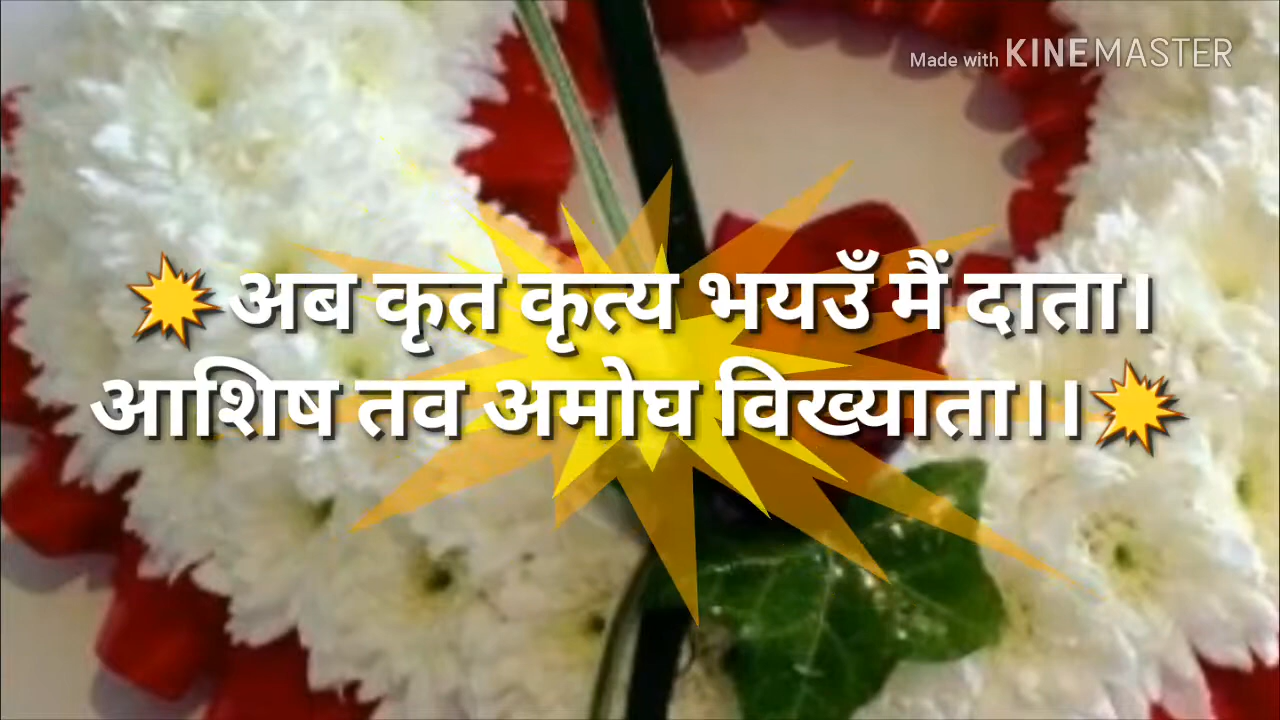 Made with KINEMASTER
अब कृत कृत्य भयउँ मैं दाता।
आशिष तव अमोघ विख्याता।।